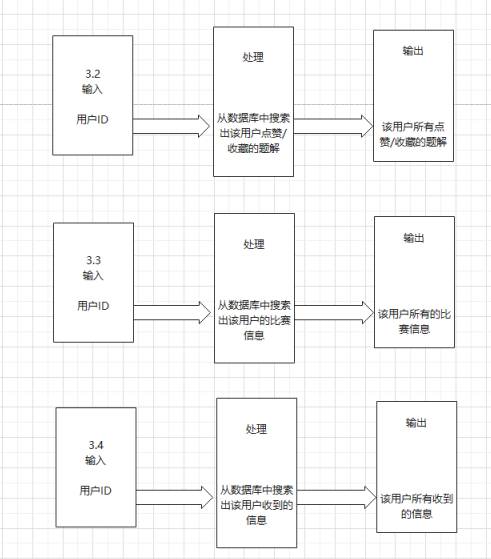 3.2
输入
用户ID
处理
从数据库中搜索
出该用户点赞/
收藏的题解
输出
该用户所有点
赞/收藏的题解
3.3
输入
用户ID
处理
从数据库中搜索
出该用户的比赛
信息
输出
该用户所有的比
赛信息
3.4
输入
用户ID
处理
从数据库中搜索
出该用户收到的
信息
输出
该用户所有收到
的信息